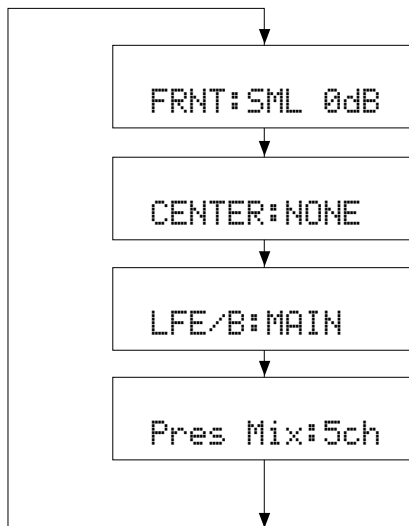 FRNT:SML 0dB
CENTER:NONE
LFE/B:MAIN
Pres Mix:5ch